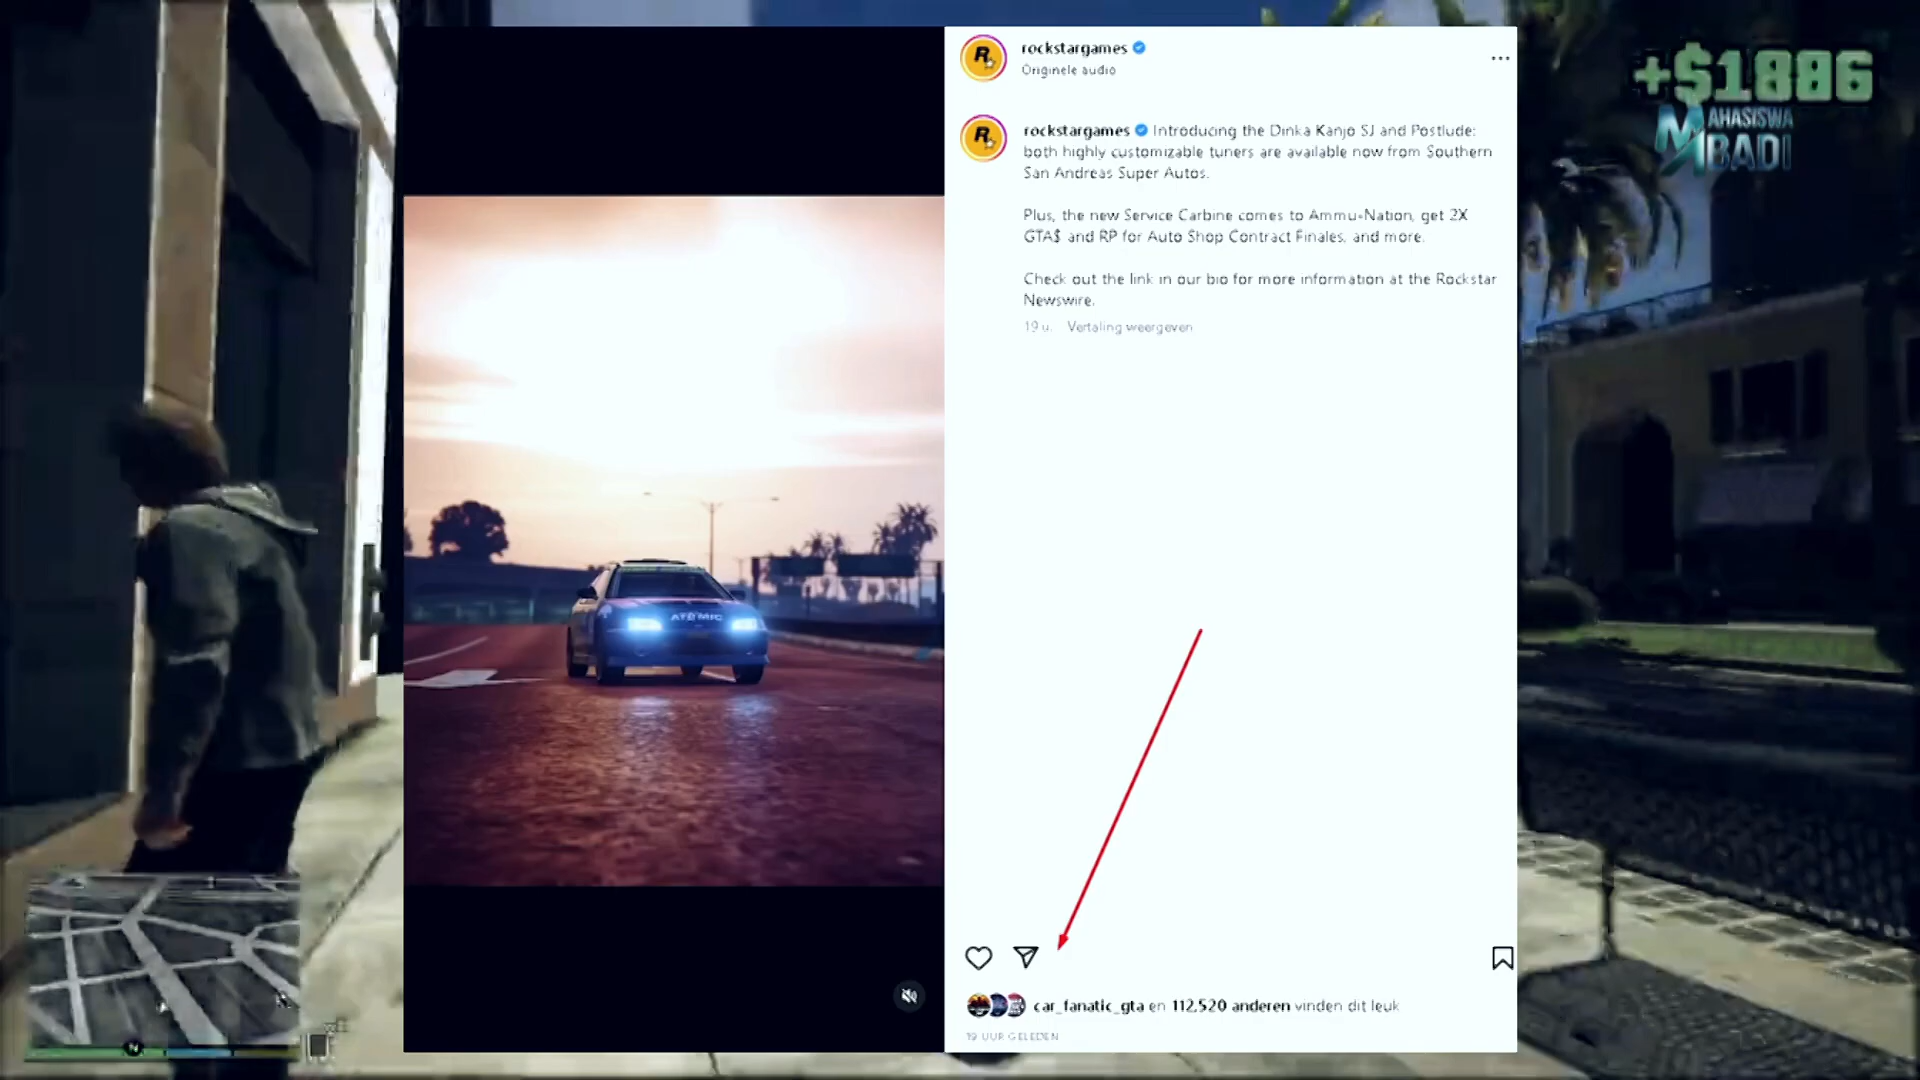 rockstargames
Originele audio
+$1886
MAHASISWA
ABADI
rockstargames Introducing the Dinka Kanjo SJ and Postlude:
both highly customizable tuners are available now from Southern
San Andreas Super Autos.
Plus, the new Service Carbine comes to Ammu-Nation, get 2X
GTA$ and RP for Auto Shop Contract Finales, and more.
Check out the link in our bio for more information at the Rockstar
Newswire.
19 u. Vertaling weergeven
ATOMIC
car_fanatic_gta en 112,520 anderen vinden dit leuk
19 UUR GELEDEN
N